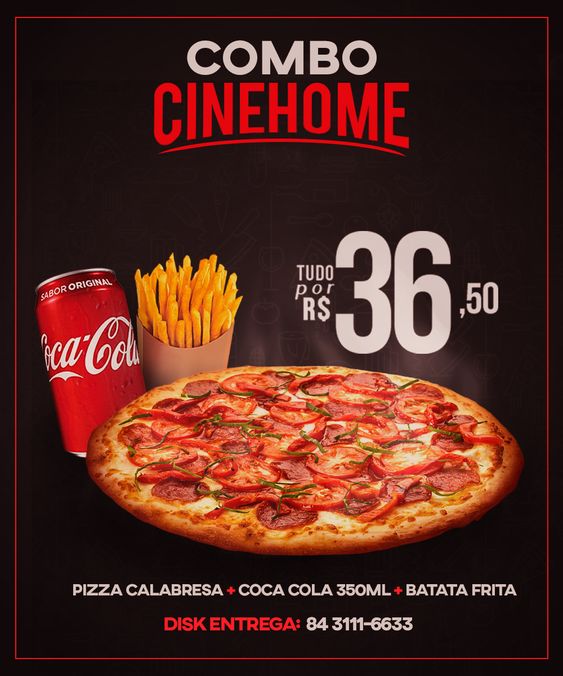 COMBO
CINEHOME
TUDO
por
R$ 36,50
SABOR ORIGINAL
Coca-Cola
PIZZA CALABRESA + COCA COLA 350ML + BATATA FRITA
DISK ENTREGA: 84 3111-6633